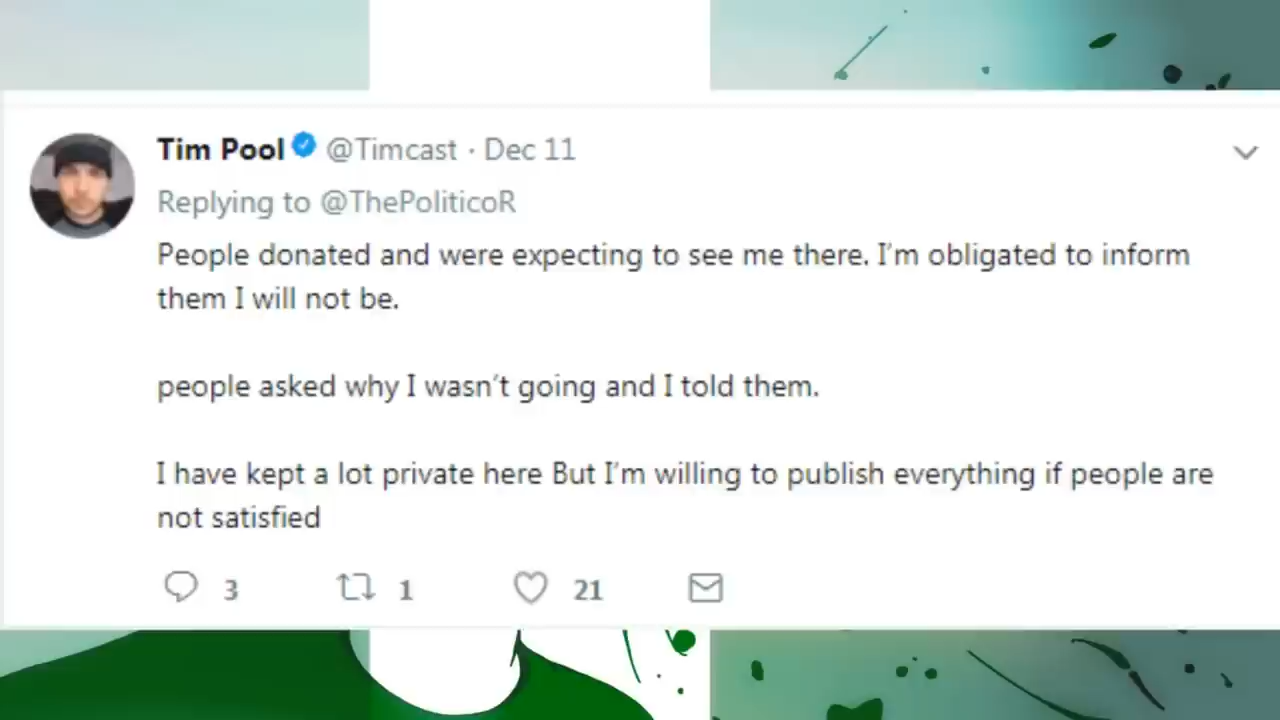 Tim Pool @Timcast · Dec 11
Replying to @ThePoliticoR
People donated and were expecting to see me there. I'm obligated to inform
them I will not be.
people asked why I wasn't going and I told them.
I have kept a lot private here But I'm willing to publish everything if people are
not satisfied
3 1 21